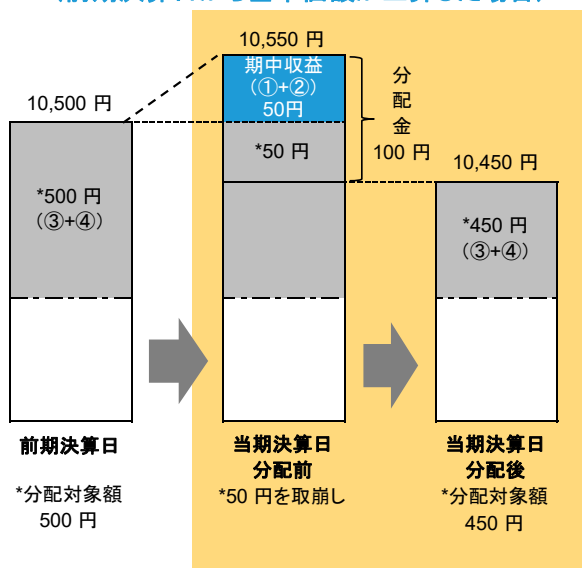 10,550 円
期中収益
（①+②）
50円
分
配
金
100 円
10,500 円
*50 円
10,450 円
*500 円
（③+④）
*450 円
（③+④）
前期決算日
*分配対象額
500 円
当期決算日
分配前
*50 円を取崩し
当期決算日
分配後
*分配対象額
450 円